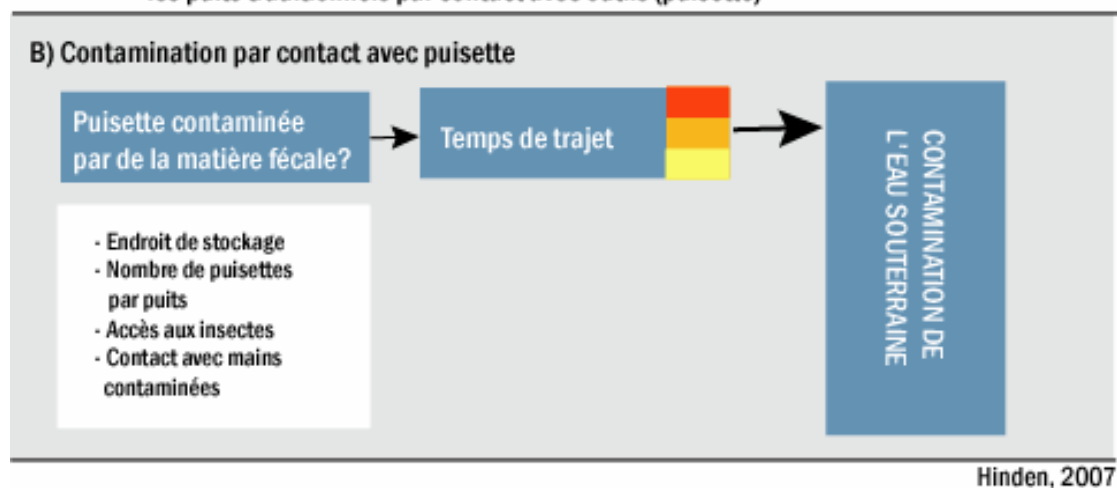 B) Contamination par contact avec puisette
Puisette contaminée
par de la matière fécale?
Temps de trajet
CONTAMINATION DE
L'EAU SOUTERRAINE
- Endroit de stockage
- Nombre de puisettes
par puits
- Accès aux insectes
- Contact avec mains
contaminées
Hinden, 2007